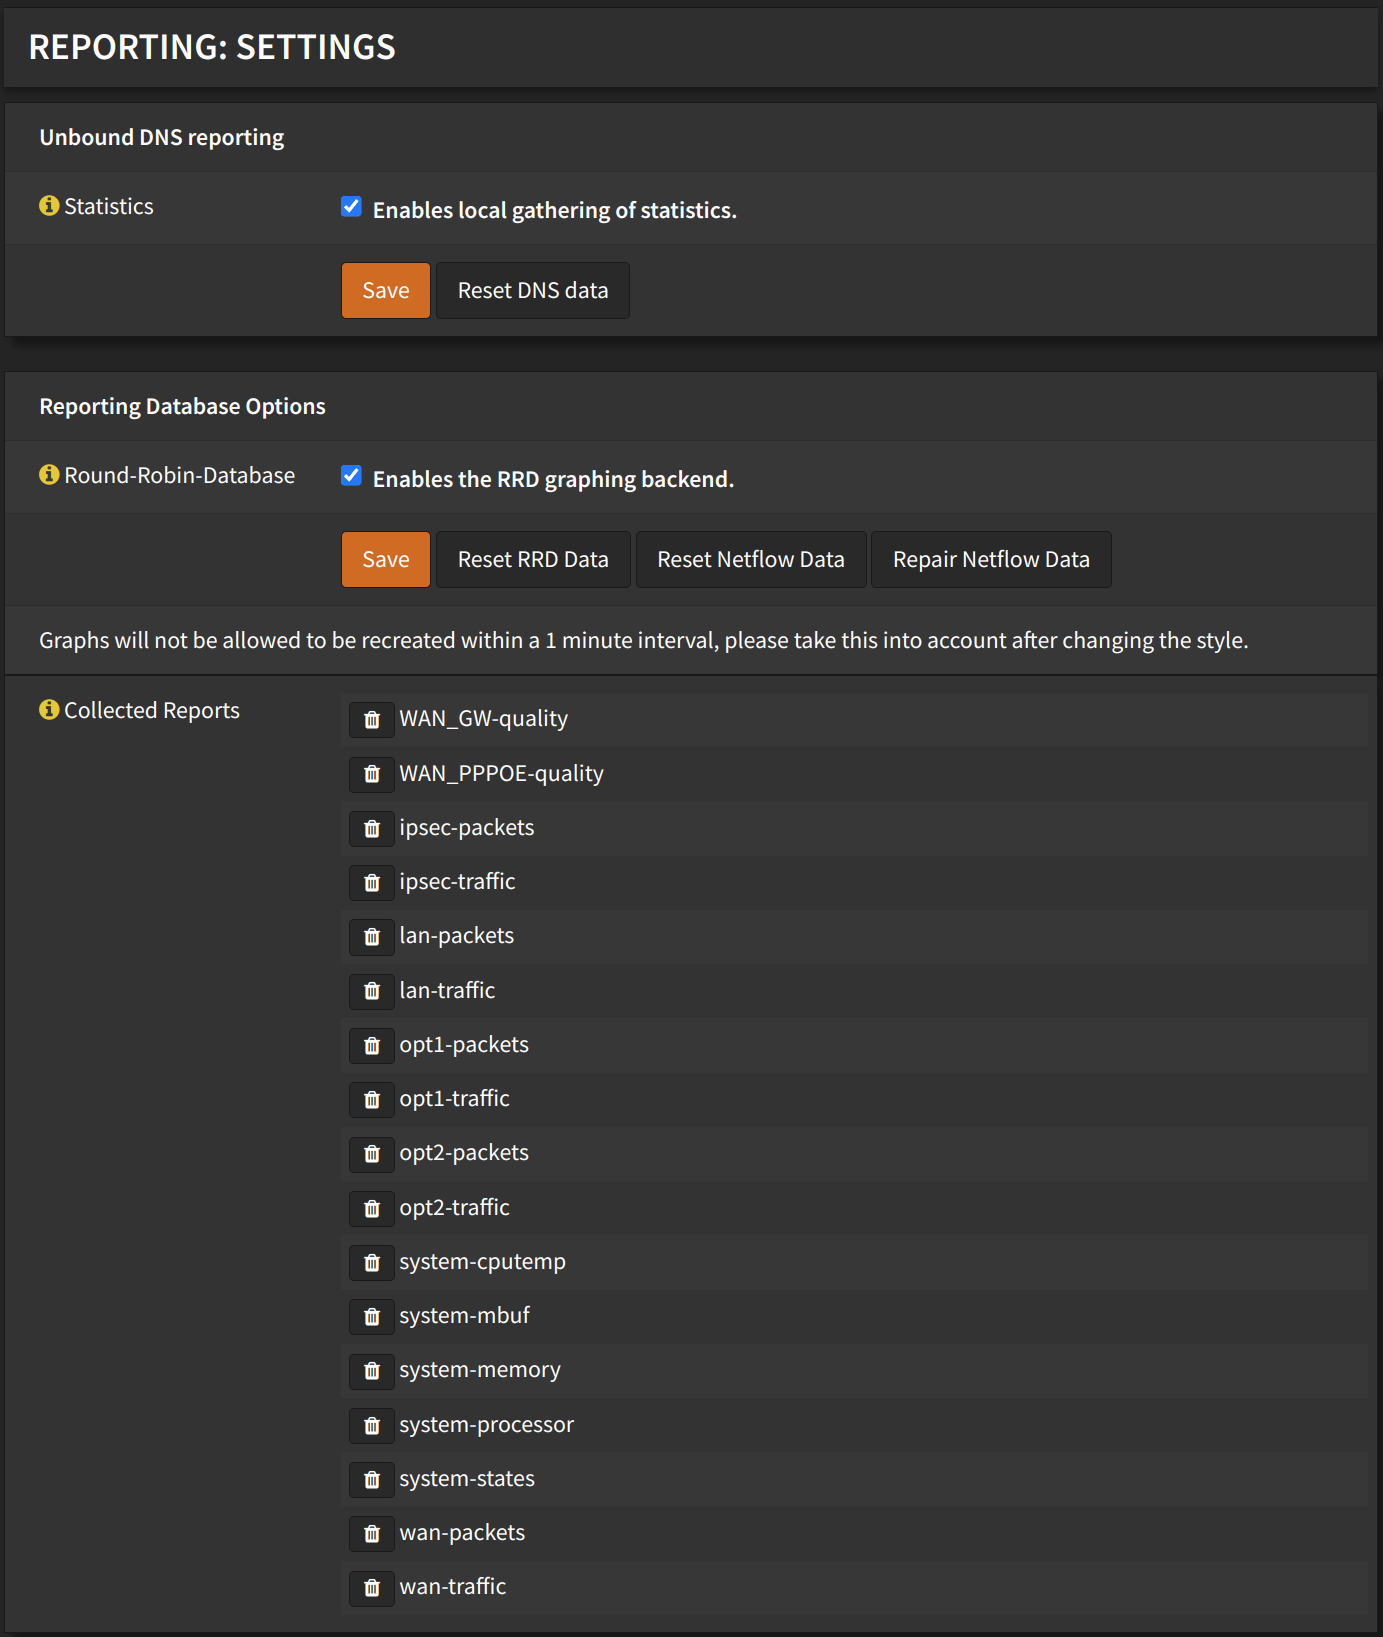 REPORTING: SETTINGS
Unbound DNS reporting
Statistics
Enables local gathering of statistics.
Save
Reset DNS data
Reporting Database Options
Round-Robin-Database
Enables the RRD graphing backend.
Save
Reset RRD Data
Reset Netflow Data
Repair Netflow Data
Graphs will not be allowed to be recreated within a 1 minute interval, please take this into account after changing the style.
Collected Reports
WAN_GW-quality
WAN_PPPOE-quality
ipsec-packets
ipsec-traffic
lan-packets
lan-traffic
opt1-packets
opt1-traffic
opt2-packets
opt2-traffic
system-cputemp
system-mbuf
system-memory
system-processor
system-states
wan-packets
wan-traffic